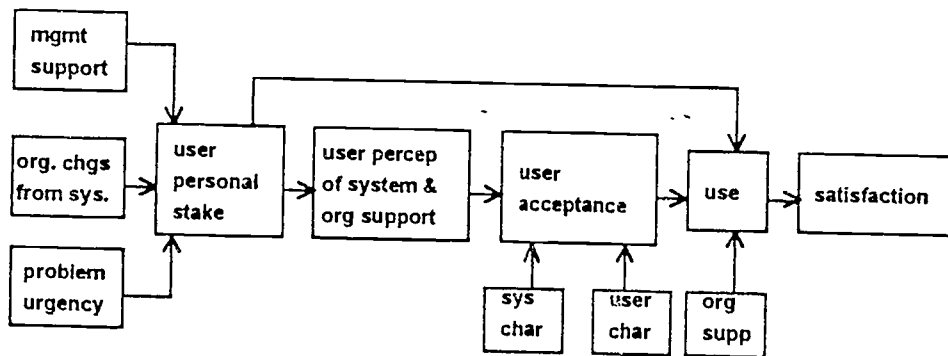 mgmt
support
org. chgs
from sys.
problem
urgency
user
personal
stake
user percep
of system &
org support
user
acceptance
use
satisfaction
sys
char
user
char
org
supp